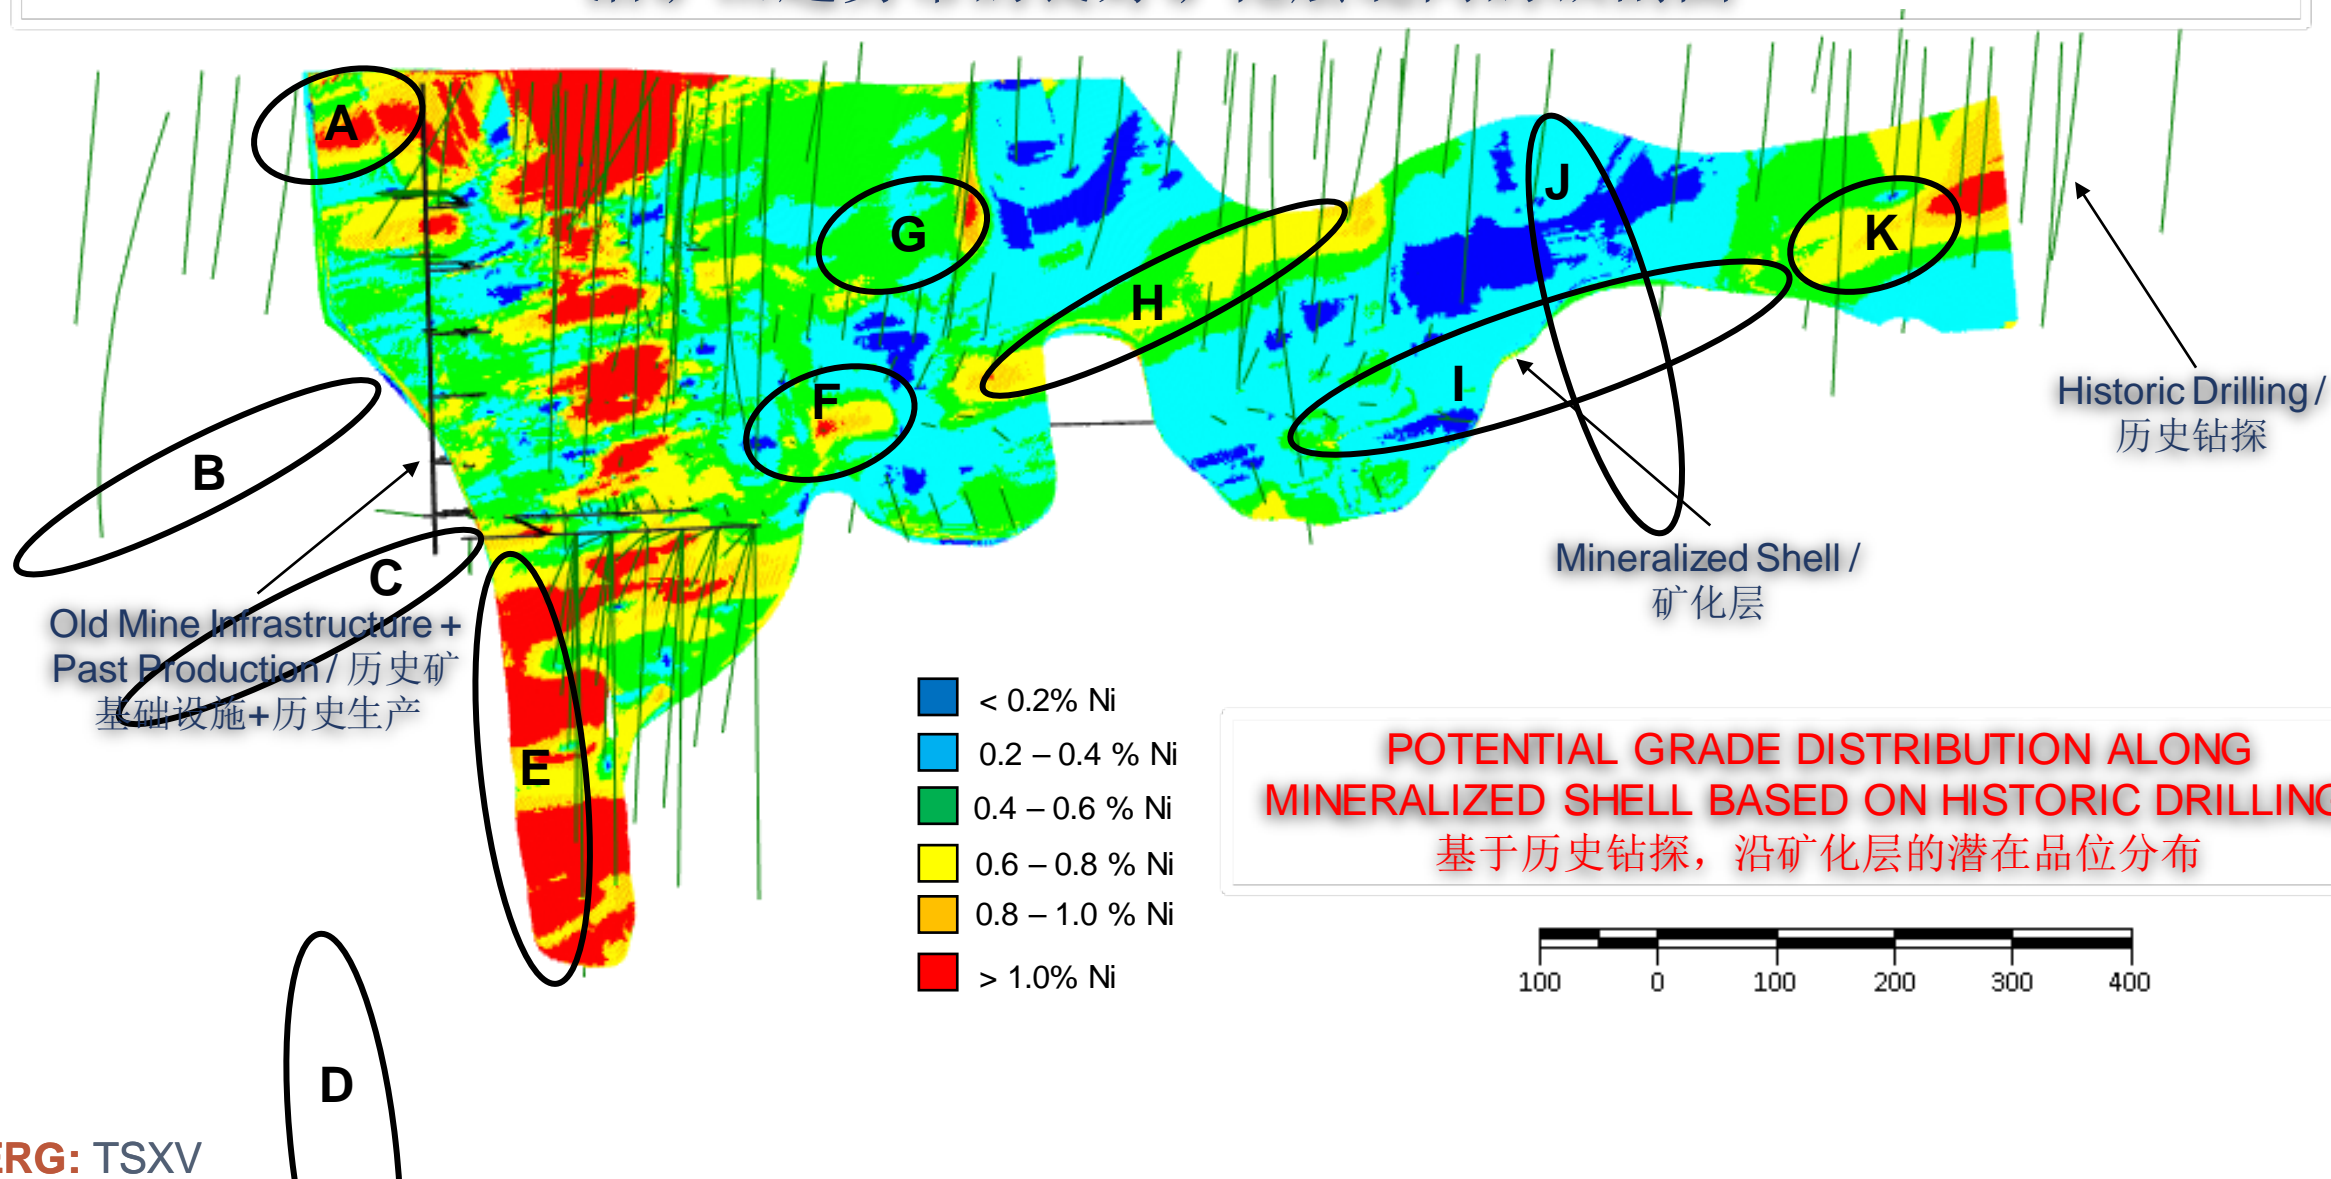 A
G
J
K
H
F
I
B
C
E
D
Historic Drilling /
历史钻探
Mineralized Shell /
矿化层
Old Mine Infrastructure +
Past Production / 历史矿
基础设施+历史生产
< 0.2% Ni
0.2 – 0.4 % Ni
0.4 – 0.6 % Ni
0.6 – 0.8 % Ni
0.8 – 1.0 % Ni
> 1.0% Ni
POTENTIAL GRADE DISTRIBUTION ALONG
MINERALIZED SHELL BASED ON HISTORIC DRILLING
基于历史钻探，沿矿化层的潜在品位分布
100 0 100 200 300 400
ERG: TSXV